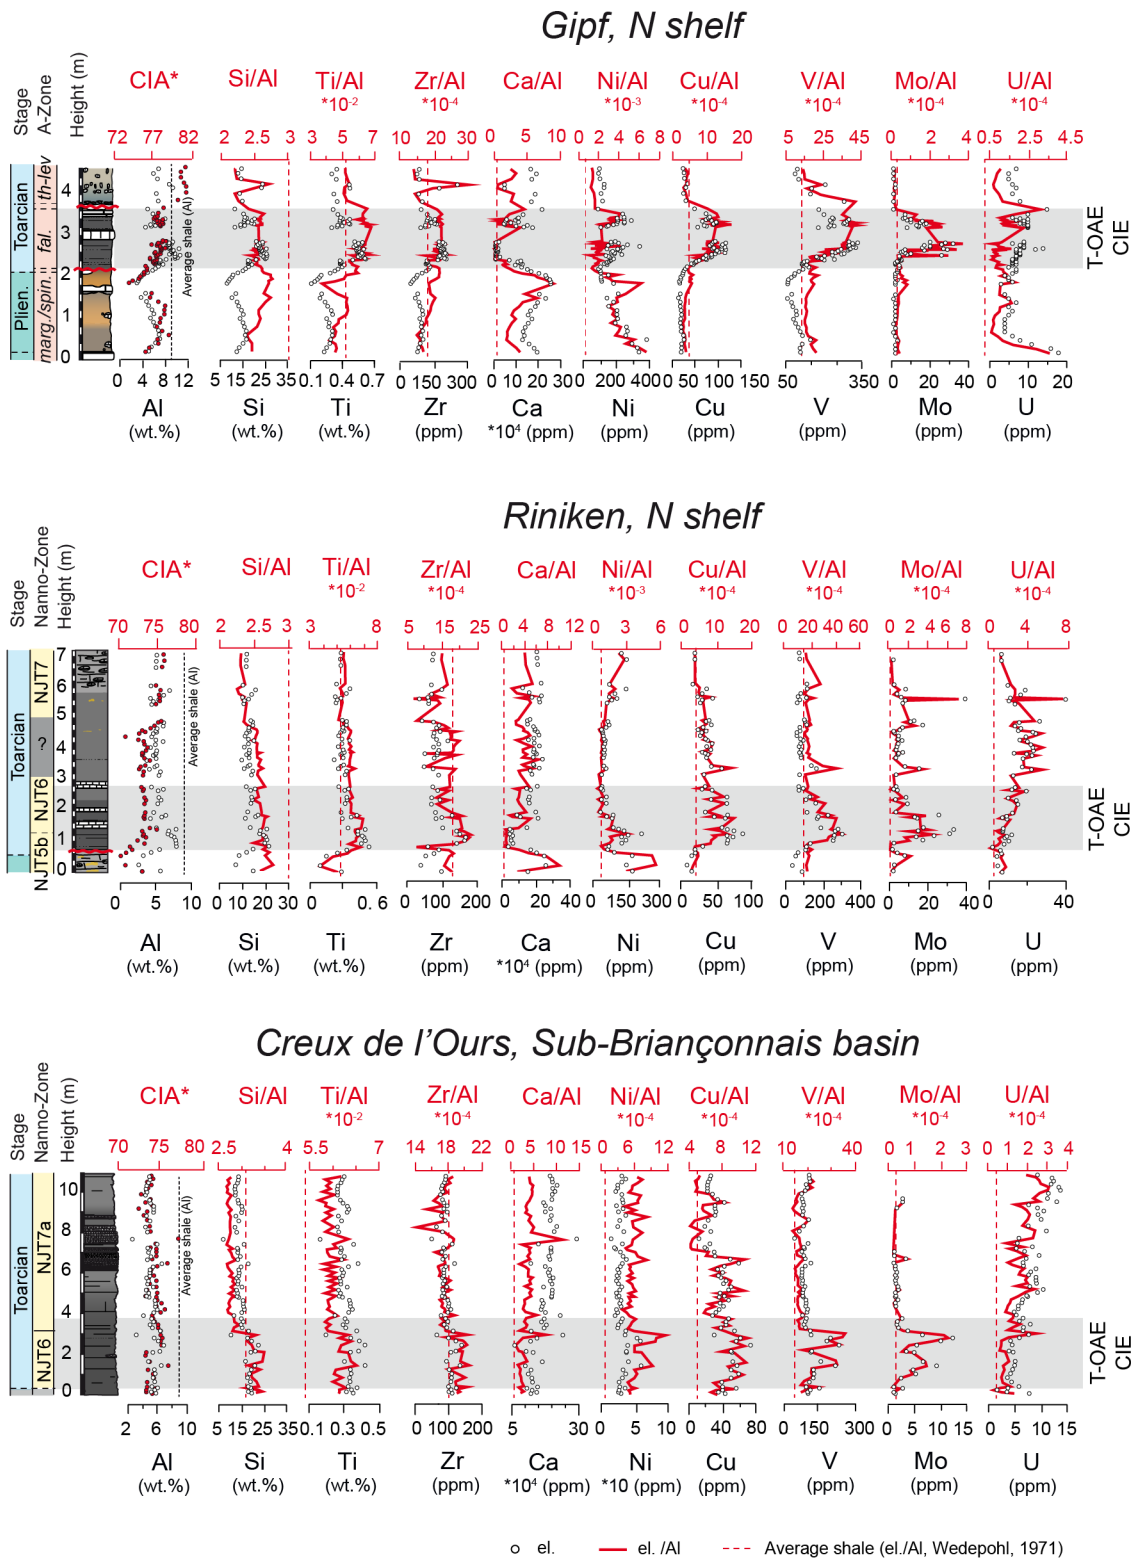 Gipf, N shelf
Stage
A-Zone
Height (m)
CIA*
Si/Al
Ti/Al
*10-2
Zr/Al
*10-4
Ca/Al
Ni/Al
*10-3
Cu/Al
*10-4
V/Al
*10-4
Mo/Al
*10-4
U/Al
*10-4
72 77 82
2 2.5 3
3 5 7
10 20 30
0 5 10
0 2 4 6 8
0 10 20
5 25 45
0 2 4
0.5 2.5 4.5
Toarcian
Plien.
th-lev
fal.
marg./spin.
4
3
2
1
0
Average shale (Al)
T-OAE
CIE
0 4 8 12
5 15 25 35
0.1 0.4 0.7
0 150 300
0 10 20 30
0 200 400
0 50 100 150
50 350
0 20 40
0 10 20
Al
(wt.%)
Si
(wt.%)
Ti
(wt.%)
Zr
(ppm)
Ca
*10⁴ (ppm)
Ni
(ppm)
Cu
(ppm)
V
(ppm)
Mo
(ppm)
U
(ppm)
Riniken, N shelf
Stage
Nanno-Zone
Height (m)
CIA*
Si/Al
Ti/Al
*10-2
Zr/Al
*10-4
Ca/Al
Ni/Al
*10-3
Cu/Al
*10-4
V/Al
*10-4
Mo/Al
*10-4
U/Al
*10-4
70 75 80
2 2.5 3
3 8
5 15 25
0 4 8 12
0 3 6
0 10 20
0 20 40 60
0 2 4 6 8
0 4 8
Toarcian
NJT7
?
NJT6
NJT5b
7
6
5
4
3
2
1
0
Average shale (Al)
T-OAE
CIE
0 5 10
0 10 20 30
0 0. 6
0 100 200
0 20 40
0 150 300
0 50 100
0 200 400
0 20 40
0 40
Al
(wt.%)
Si
(wt.%)
Ti
(wt.%)
Zr
(ppm)
Ca
*10⁴ (ppm)
Ni
(ppm)
Cu
(ppm)
V
(ppm)
Mo
(ppm)
U
(ppm)
Creux de l'Ours, Sub-Briançonnais basin
Stage
Nanno-Zone
Height (m)
CIA*
Si/Al
Ti/Al
*10-2
Zr/Al
*10-4
Ca/Al
Ni/Al
*10-4
Cu/Al
*10-4
V/Al
*10-4
Mo/Al
*10-4
U/Al
*10-4
70 75 80
2.5 3 4
5.5 6 7
14 18 22
0 5 10
0 6 12
4 8 12
10 40
0 1 2 3
0 1 2 3 4
Toarcian
NJT7a
NJT6
10
8
6
4
2
0
Average shale (Al)
T-OAE
CIE
2 6 10
5 15 25 35
0.1 0.3 0.5
0 100 200
5 30
0 5 10
0 40 80
0 150 300
0 5 10 15
0 5 10 15
Al
(wt.%)
Si
(wt.%)
Ti
(wt.%)
Zr
(ppm)
Ca
*10⁴ (ppm)
Ni
*10 (ppm)
Cu
(ppm)
V
(ppm)
Mo
(ppm)
U
(ppm)
el.
el. /Al
Average shale (el./Al, Wedepohl, 1971)